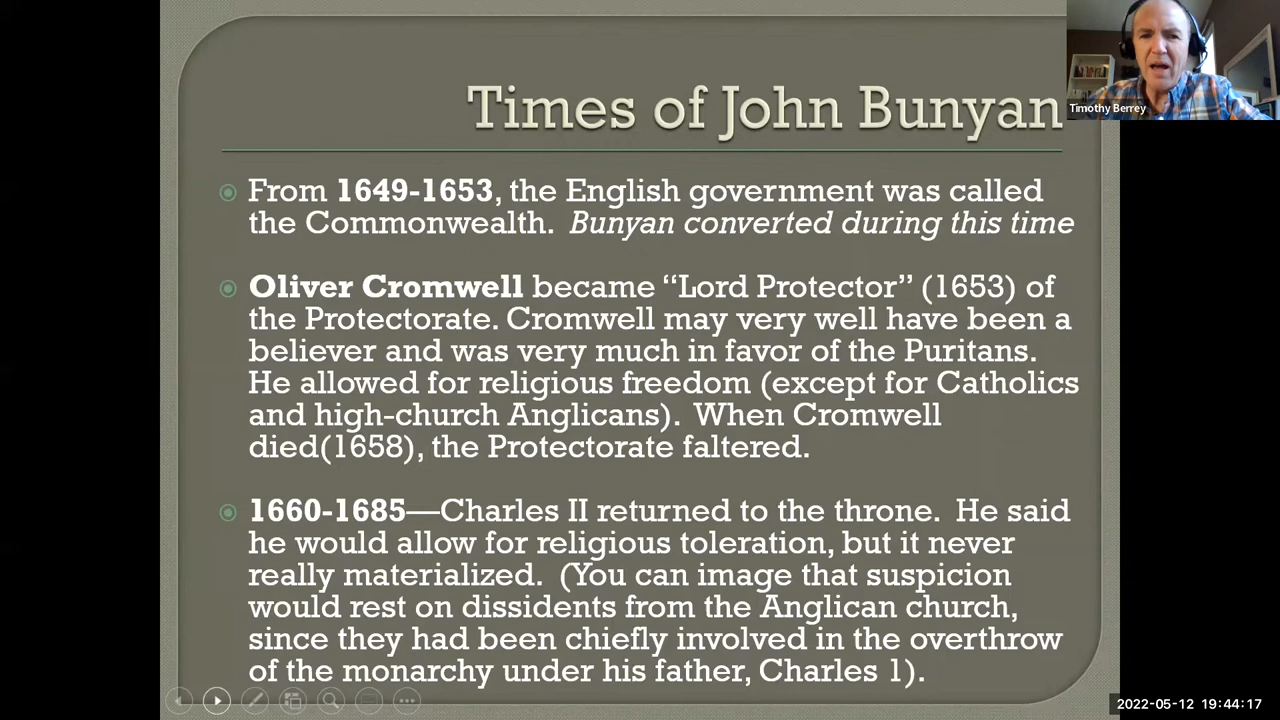 Times of John Bunyan
Timothy Berrey
From 1649-1653, the English government was called
the Commonwealth. Bunyan converted during this time
Oliver Cromwell became “Lord Protector” (1653) of
the Protectorate. Cromwell may very well have been a
believer and was very much in favor of the Puritans.
He allowed for religious freedom (except for Catholics
and high-church Anglicans). When Cromwell
died(1658), the Protectorate faltered.
1660-1685—Charles II returned to the throne. He said
he would allow for religious toleration, but it never
really materialized. (You can image that suspicion
would rest on dissidents from the Anglican church,
since they had been chiefly involved in the overthrow
of the monarchy under his father, Charles 1).
2022-05-12 19:44:17